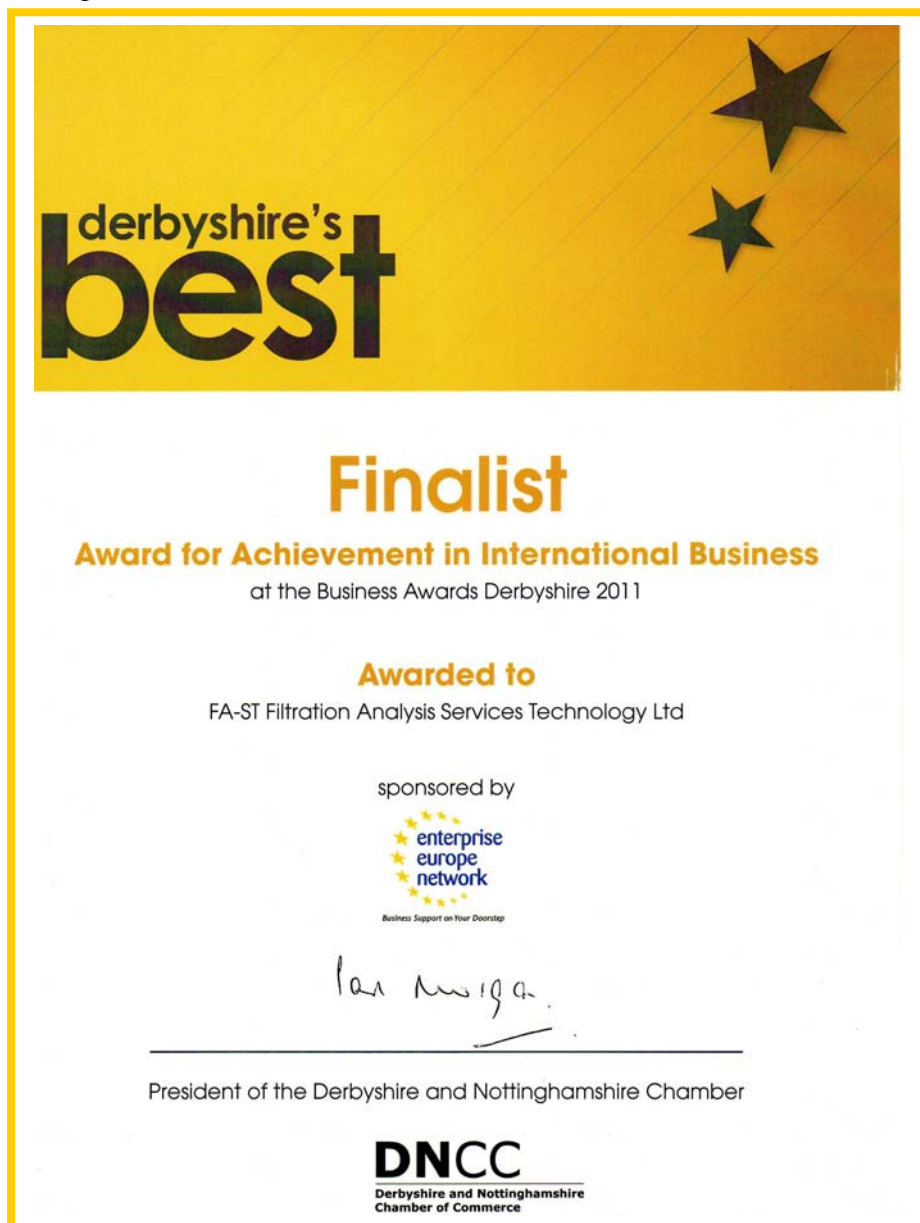 derbyshire's
best
Finalist
Award for Achievement in International Business
at the Business Awards Derbyshire 2011
Awarded to
FA-ST Filtration Analysis Services Technology Ltd
sponsored by
enterprise
europe
network
Business Support on Your Doorstep
President of the Derbyshire and Nottinghamshire Chamber
DNCC
Derbyshire and Nottinghamshire
Chamber of Commerce